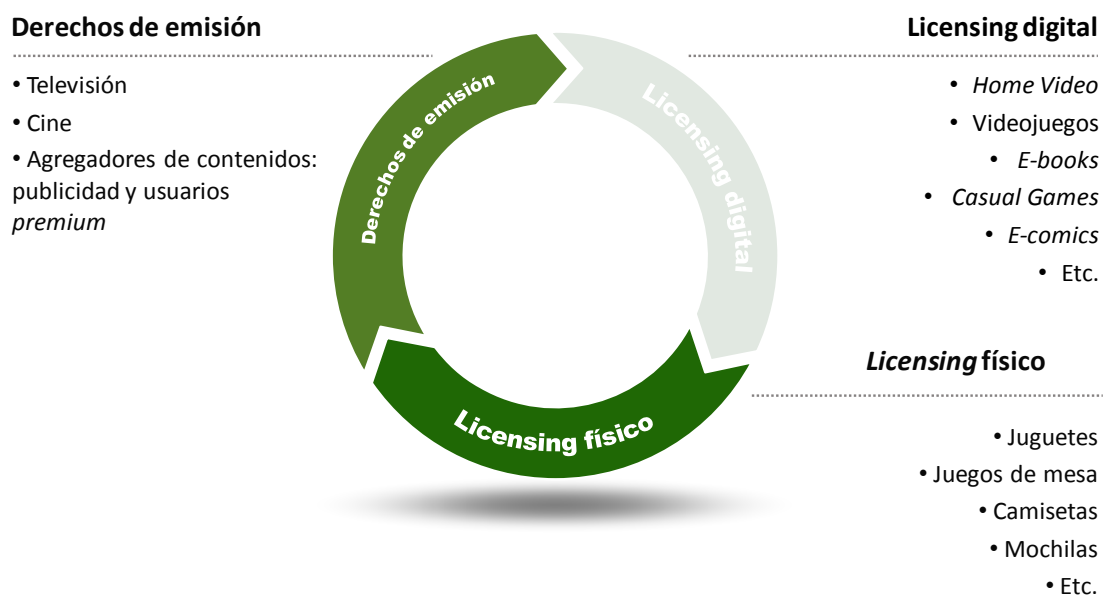 Derechos de emisión
• Televisión
• Cine
• Agregadores de contenidos:
publicidad y usuarios
premium
Derechos de emisión
Licensing digital
Licensing físico
Licensing digital
• Home Video
• Videojuegos
• E-books
• Casual Games
• E-comics
• Etc.
Licensing físico
• Juguetes
• Juegos de mesa
• Camisetas
• Mochilas
• Etc.